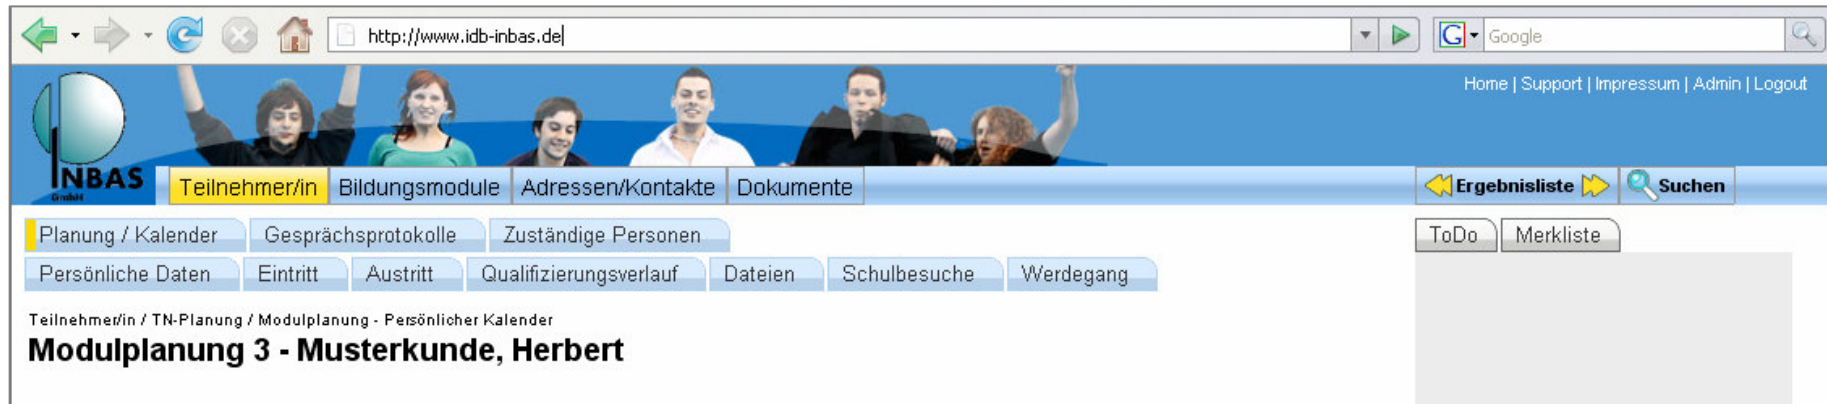 http://www.idb-inbas.de
Google
Home | Support | Impressum | Admin | Logout
INBAS
GmbH
Teilnehmer/in Bildungsmodule Adressen/Kontakte Dokumente
Ergebnisliste Suchen
Planung / Kalender Gesprächsprotokolle Zuständige Personen
ToDo Merkliste
Persönliche Daten Eintritt Austritt Qualifizierungsverlauf Dateien Schulbesuche Werdegang
Teilnehmer/in / TN-Planung / Modulplanung - Persönlicher Kalender
Modulplanung 3 - Musterkunde, Herbert